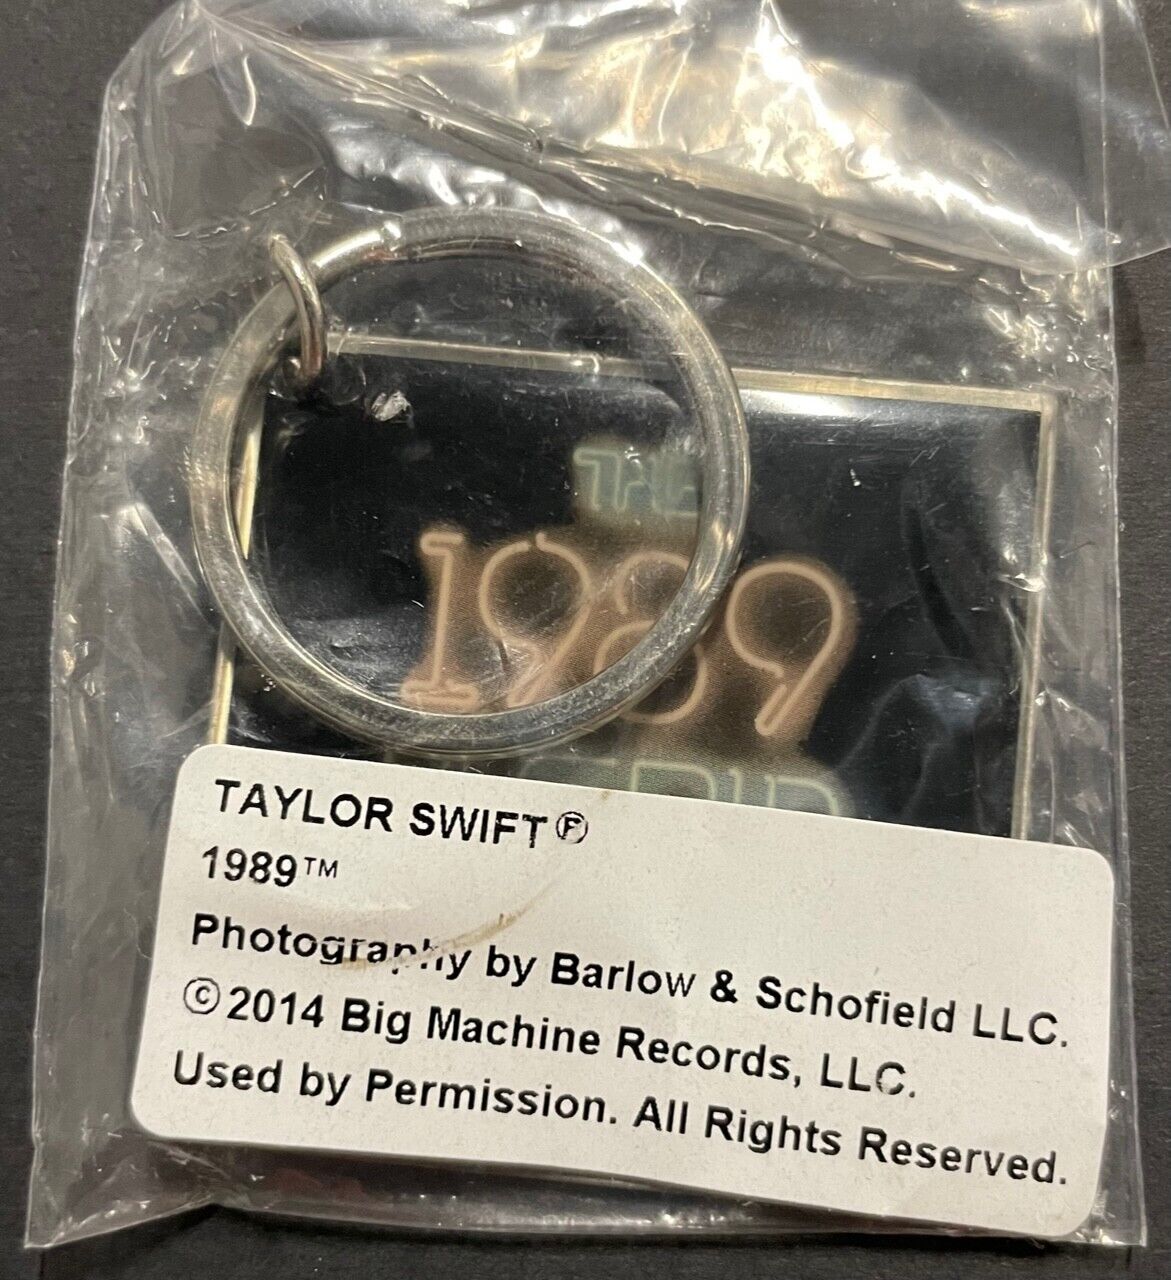 THE
1989
TAYLOR SWIFT®
1989™
Photography by Barlow & Schofield LLC.
©2014 Big Machine Records, LLC.
Used by Permission. All Rights Reserved.